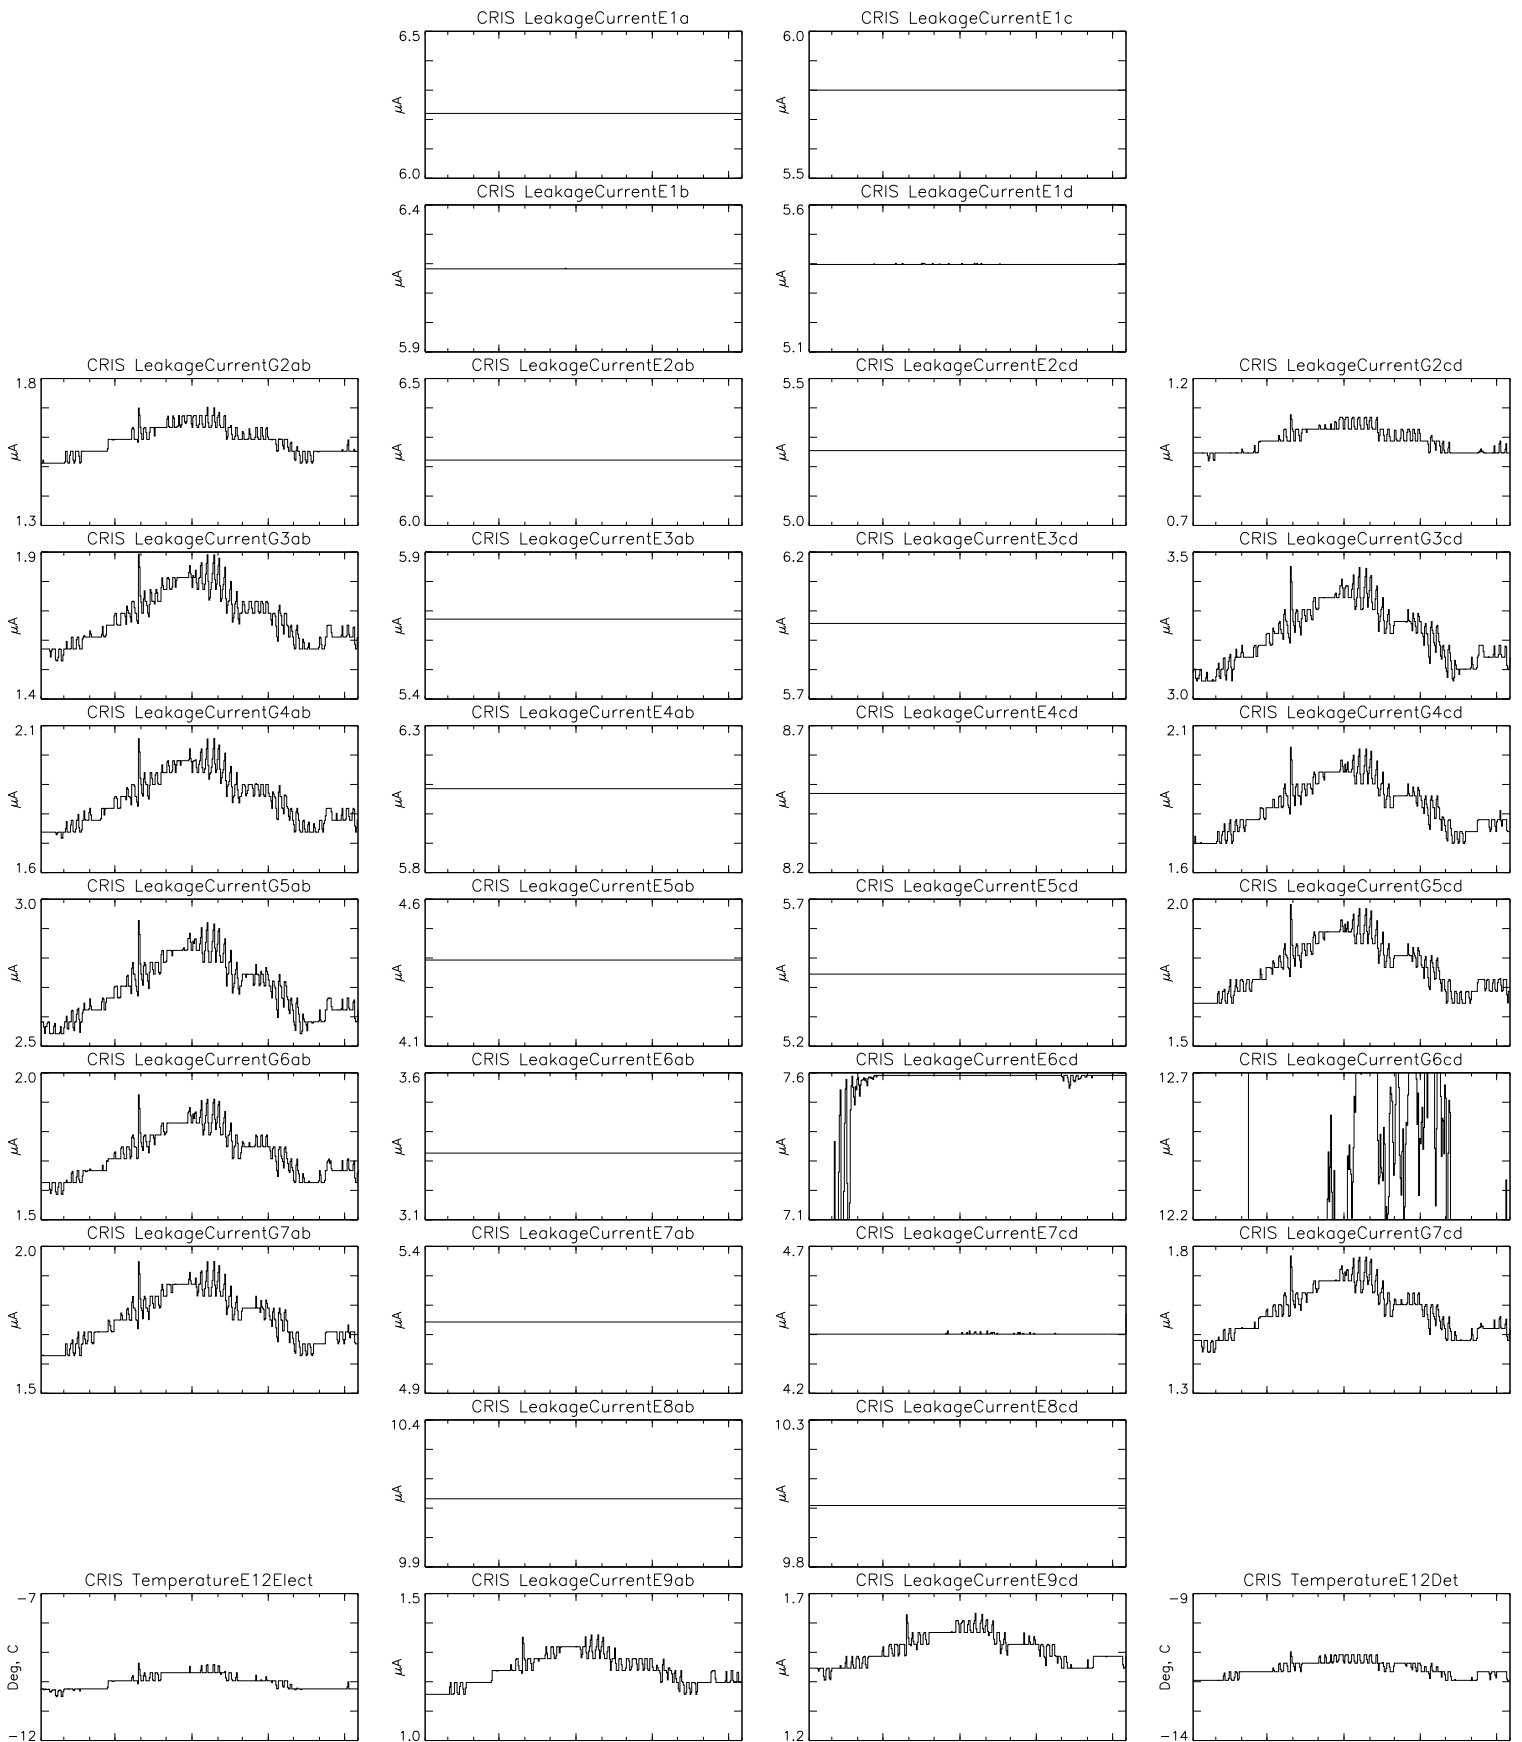 CRIS LeakageCurrentE1a
6.5
μA
6.0
CRIS LeakageCurrentE1c
6.0
μA
5.5
CRIS LeakageCurrentE1b
6.4
μA
5.9
CRIS LeakageCurrentE1d
5.6
μA
5.1
CRIS LeakageCurrentG2ab
1.8
μA
1.3
CRIS LeakageCurrentE2ab
6.5
μA
6.0
CRIS LeakageCurrentE2cd
5.5
μA
5.0
CRIS LeakageCurrentG2cd
1.2
μA
0.7
CRIS LeakageCurrentG3ab
1.9
μA
1.4
CRIS LeakageCurrentE3ab
5.9
μA
5.4
CRIS LeakageCurrentE3cd
6.2
μA
5.7
CRIS LeakageCurrentG3cd
3.5
μA
3.0
CRIS LeakageCurrentG4ab
2.1
μA
1.6
CRIS LeakageCurrentE4ab
6.3
μA
5.8
CRIS LeakageCurrentE4cd
8.7
μA
8.2
CRIS LeakageCurrentG4cd
2.1
μA
1.6
CRIS LeakageCurrentG5ab
3.0
μA
2.5
CRIS LeakageCurrentE5ab
4.6
μA
4.1
CRIS LeakageCurrentE5cd
5.7
μA
5.2
CRIS LeakageCurrentG5cd
2.0
μA
1.5
CRIS LeakageCurrentG6ab
2.0
μA
1.5
CRIS LeakageCurrentE6ab
3.6
μA
3.1
CRIS LeakageCurrentE6cd
7.6
μA
7.1
CRIS LeakageCurrentG6cd
12.7
μA
12.2
CRIS LeakageCurrentG7ab
2.0
μA
1.5
CRIS LeakageCurrentE7ab
5.4
μA
4.9
CRIS LeakageCurrentE7cd
4.7
μA
4.2
CRIS LeakageCurrentG7cd
1.8
μA
1.3
CRIS LeakageCurrentE8ab
10.4
μA
9.9
CRIS LeakageCurrentE8cd
10.3
μA
9.8
CRIS TemperatureE12Elect
−7
Deg, C
−12
CRIS LeakageCurrentE9ab
1.5
μA
1.0
CRIS LeakageCurrentE9cd
1.7
μA
1.2
CRIS TemperatureE12Det
−9
Deg, C
−14